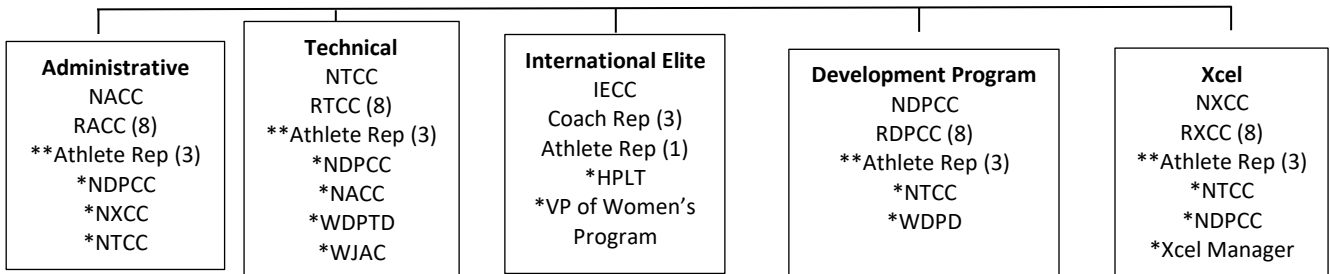 Administrative
NACC
RACC (8)
**Athlete Rep (3)
*NDPCC
*NXCC
*NTCC
Technical
NTCC
RTCC (8)
**Athlete Rep (3)
*NDPCC
*NACC
*WDPTD
*WJAC
International Elite
IECC
Coach Rep (3)
Athlete Rep (1)
*HPLT
*VP of Women’s
Program
Development Program
NDPCC
RDPCC (8)
**Athlete Rep (3)
*NTCC
*WDPD
Xcel
NXCC
RXCC (8)
**Athlete Rep (3)
*NTCC
*NDPCC
*Xcel Manager